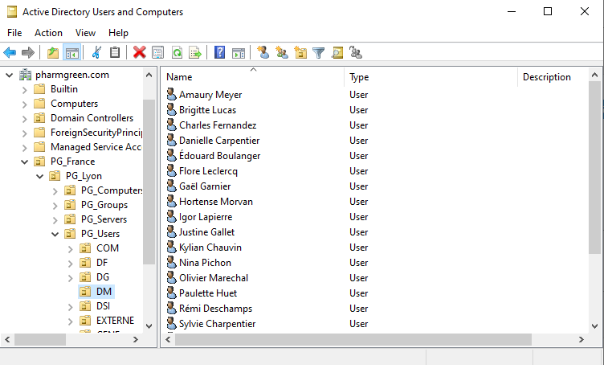 Active Directory Users and Computers
File Action View Help
pharmgreen.com
Builtin
Computers
Domain Controllers
ForeignSecurityPrincip
Managed Service Acc
PG_France
PG_Lyon
PG_Computers
PG_Groups
PG_Servers
PG_Users
COM
DF
DG
DM
DSI
EXTERNE
Name Type Description
Amaury Meyer User
Brigitte Lucas User
Charles Fernandez User
Danielle Carpentier User
Édouard Boulanger User
Flore Leclercq User
Gaël Garnier User
Hortense Morvan User
Igor Lapierre User
Justine Gallet User
Kylian Chauvin User
Nina Pichon User
Olivier Marechal User
Paulette Huet User
Rémi Deschamps User
Sylvie Charpentier User